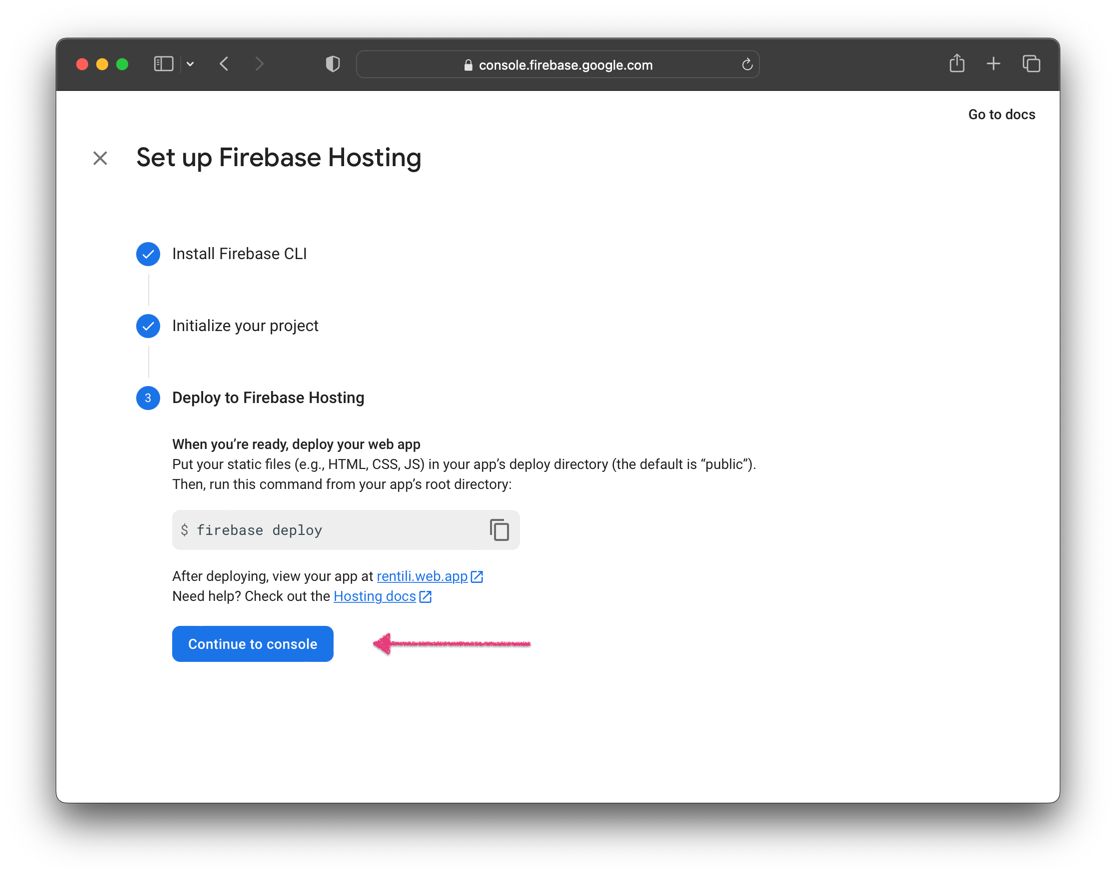 console.firebase.google.com
Go to docs
Set up Firebase Hosting
Install Firebase CLI
Initialize your project
3 Deploy to Firebase Hosting
When you’re ready, deploy your web app
Put your static files (e.g., HTML, CSS, JS) in your app’s deploy directory (the default is “public”).
Then, run this command from your app’s root directory:
$ firebase deploy
After deploying, view your app at rentili.web.app
Need help? Check out the Hosting docs
Continue to console